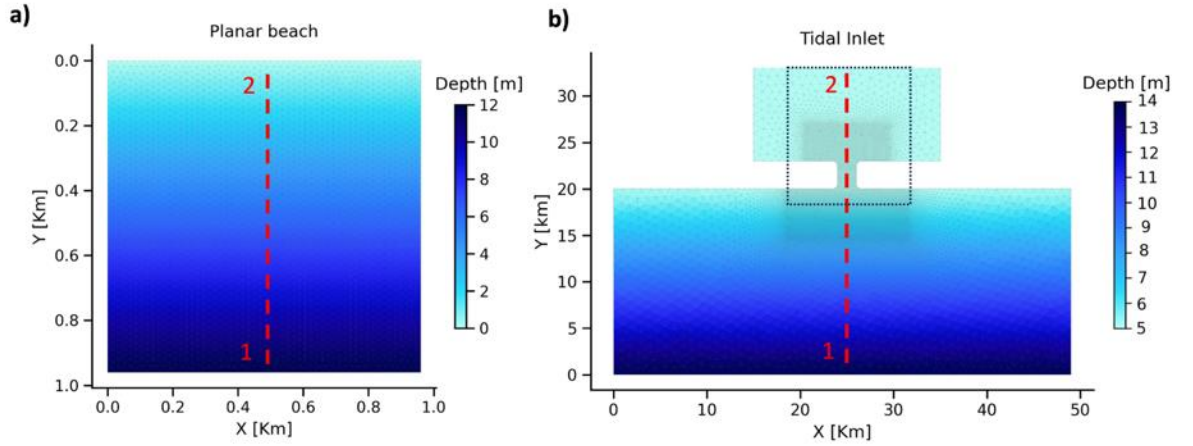 a)
Planar beach
Depth [m]
0.0
0.2
0.4
0.6
0.8
1.0
Y [Km]
2
1
12
10
8
6
4
2
0
0.0 0.2 0.4 0.6 0.8 1.0
X [Km]
b)
Tidal Inlet
Depth [m]
30
25
20
15
10
5
0
Y [km]
2
1
14
13
12
11
10
9
8
7
6
5
0 10 20 30 40 50
X [Km]